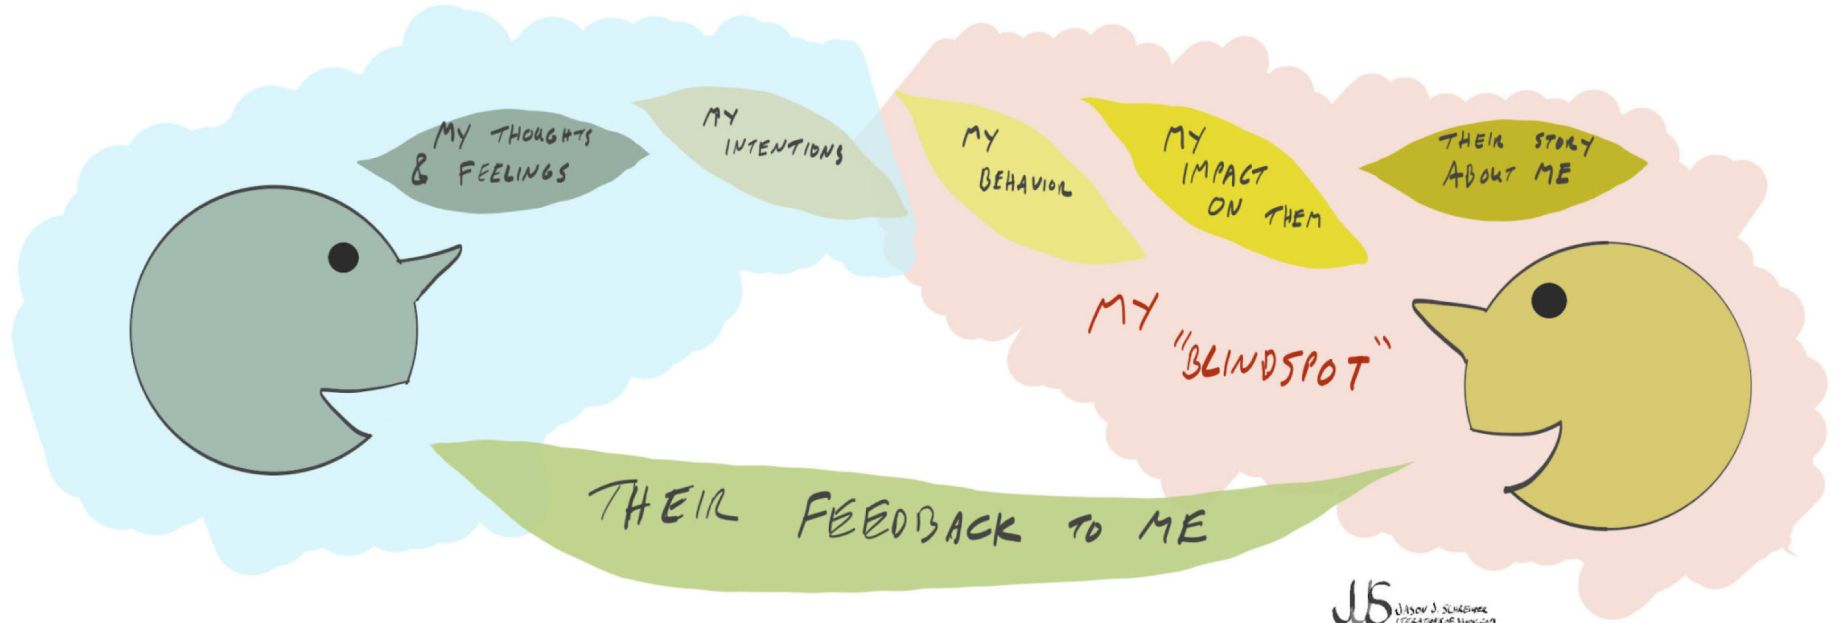 MY THOUGHTS
& FEELINGS
MY
INTENTIONS
MY
BEHAVIOR
MY
IMPACT
ON THEM
THEIR STORY
ABOUT ME
MY
"BLINDSPOT"
THEIR FEEDBACK TO ME
JJS
JASON J.